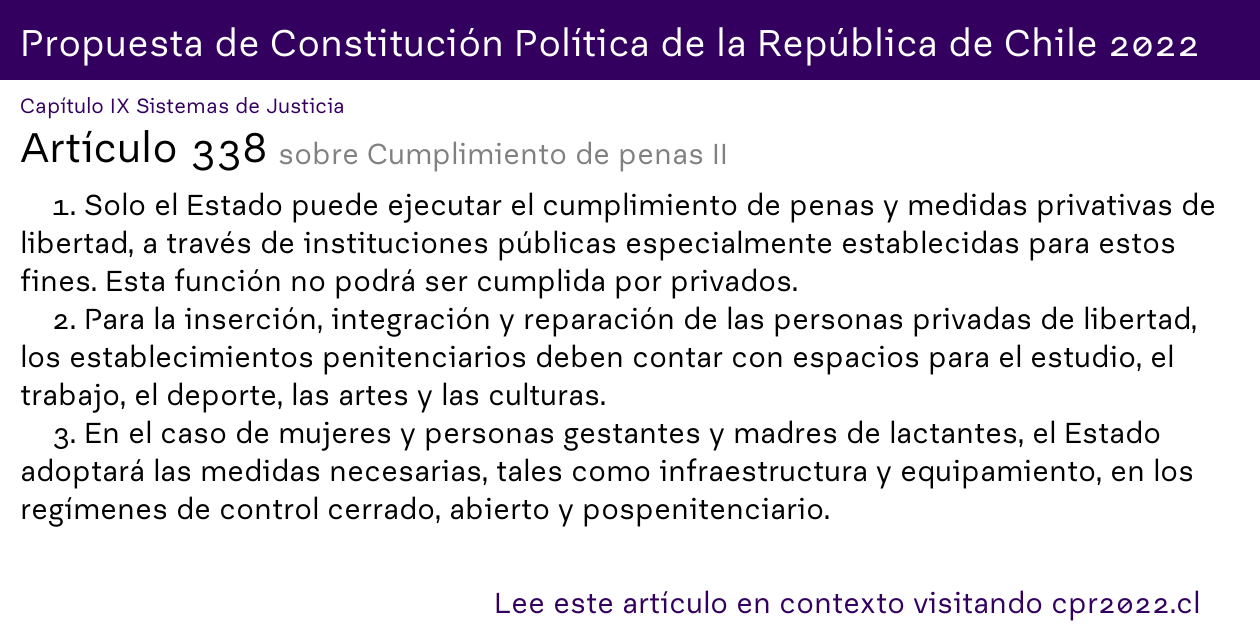 Propuesta de Constitución Política de la República de Chile 2022
Capítulo IX Sistemas de Justicia
Artículo 338 sobre Cumplimiento de penas II
1. Solo el Estado puede ejecutar el cumplimiento de penas y medidas privativas de
libertad, a través de instituciones públicas especialmente establecidas para estos
fines. Esta función no podrá ser cumplida por privados.
2. Para la inserción, integración y reparación de las personas privadas de libertad,
los establecimientos penitenciarios deben contar con espacios para el estudio, el
trabajo, el deporte, las artes y las culturas.
3. En el caso de mujeres y personas gestantes y madres de lactantes, el Estado
adoptará las medidas necesarias, tales como infraestructura y equipamiento, en los
regímenes de control cerrado, abierto y pospenitenciario.
Lee este artículo en contexto visitando cpr2022.cl